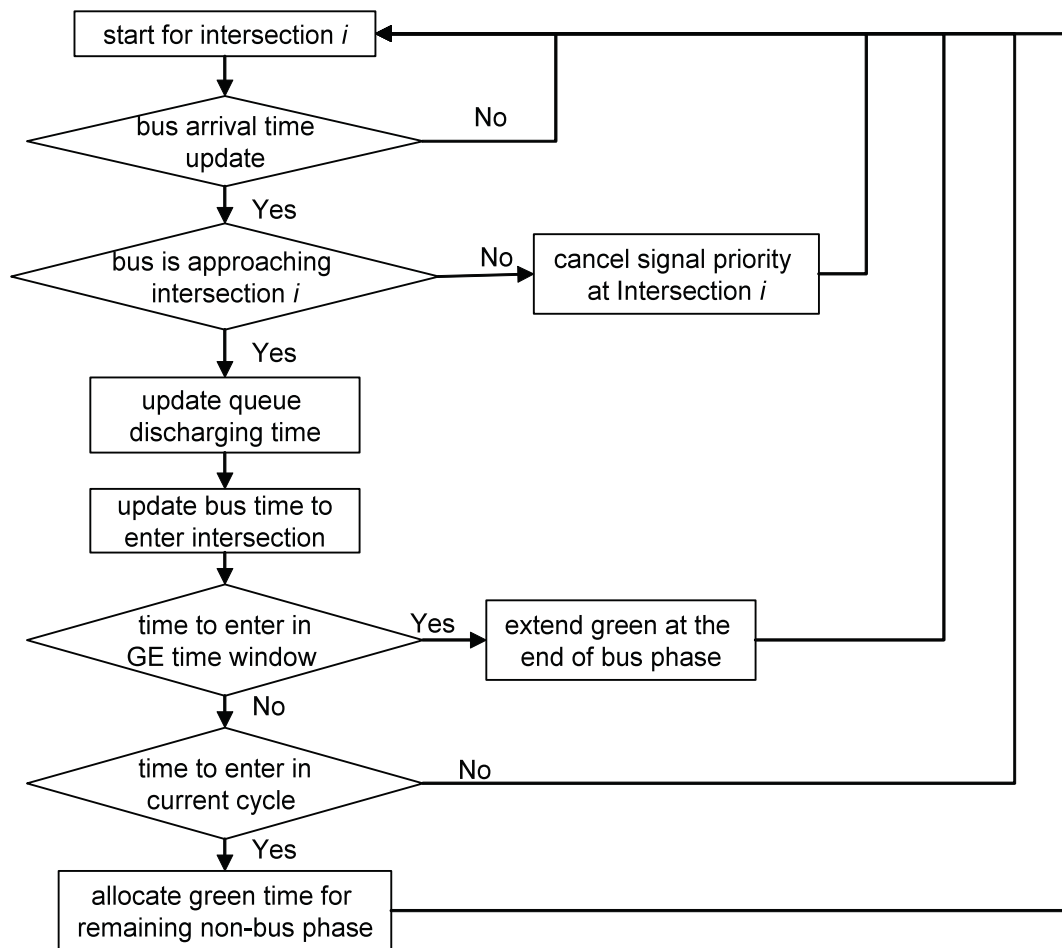 start for intersection i
bus arrival time
update
No
Yes
bus is approaching
intersection i
No
cancel signal priority
at Intersection i
Yes
update queue
discharging time
update bus time to
enter intersection
time to enter in
GE time window
Yes
extend green at the
end of bus phase
No
time to enter in
current cycle
No
Yes
allocate green time for
remaining non-bus phase